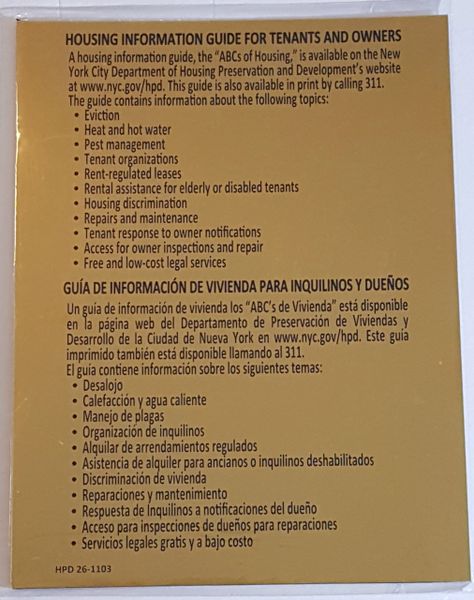 HOUSING INFORMATION GUIDE FOR TENANTS AND OWNERS
A housing information guide, the “ABCs of Housing,” is available on the New
York City Department of Housing Preservation and Development’s website
at www.nyc.gov/hpd. This guide is also available in print by calling 311.
The guide contains information about the following topics:
• Eviction
• Heat and hot water
• Pest management
• Tenant organizations
• Rent-regulated leases
• Rental assistance for elderly or disabled tenants
• Housing discrimination
• Repairs and maintenance
• Tenant response to owner notifications
• Access for owner inspections and repair
• Free and low-cost legal services
GUÍA DE INFORMACIÓN DE VIVIENDA PARA INQUILINOS Y DUEÑOS
Un guía de información de vivienda los “ABC’s de Vivienda” está disponible
en la página web del Departamento de Preservación de Viviendas y
Desarrollo de la Ciudad de Nueva York en www.nyc.gov/hpd. Este guía
imprimido también está disponible llamando al 311.
El guía contiene información sobre los siguientes temas:
• Desalojo
• Calefacción y agua caliente
• Manejo de plagas
• Organización de inquilinos
• Alquilar de arrendamientos regulados
• Asistencia de alquiler para ancianos o inquilinos deshabilitados
• Discriminación de vivienda
• Reparaciones y mantenimiento
• Respuesta de Inquilinos a notificaciones del dueño
• Acceso para inspecciones de dueños para reparaciones
• Servicios legales gratis y a bajo costo
HPD 26-1103